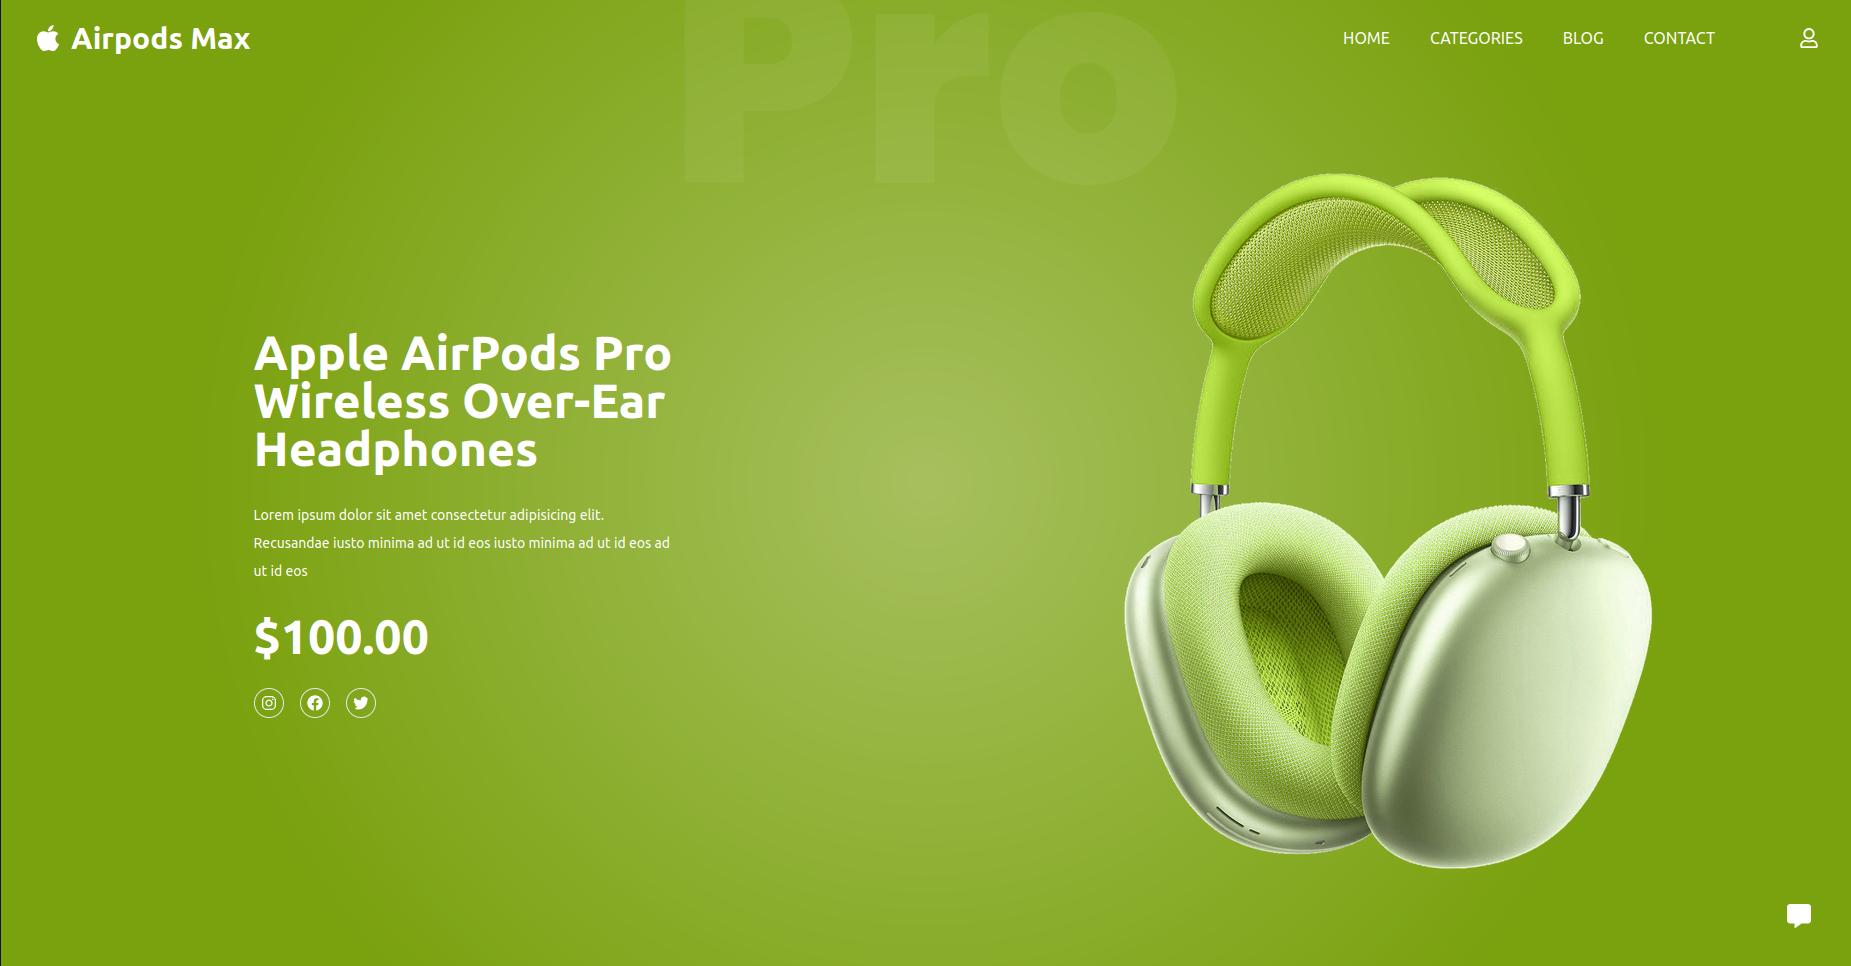 Pro
Airpods Max
HOME CATEGORIES BLOG CONTACT
Apple AirPods Pro
Wireless Over-Ear
Headphones
Lorem ipsum dolor sit amet consectetur adipisicing elit.
Recusandae iusto minima ad ut id eos iusto minima ad ut id eos ad
ut id eos
$100.00